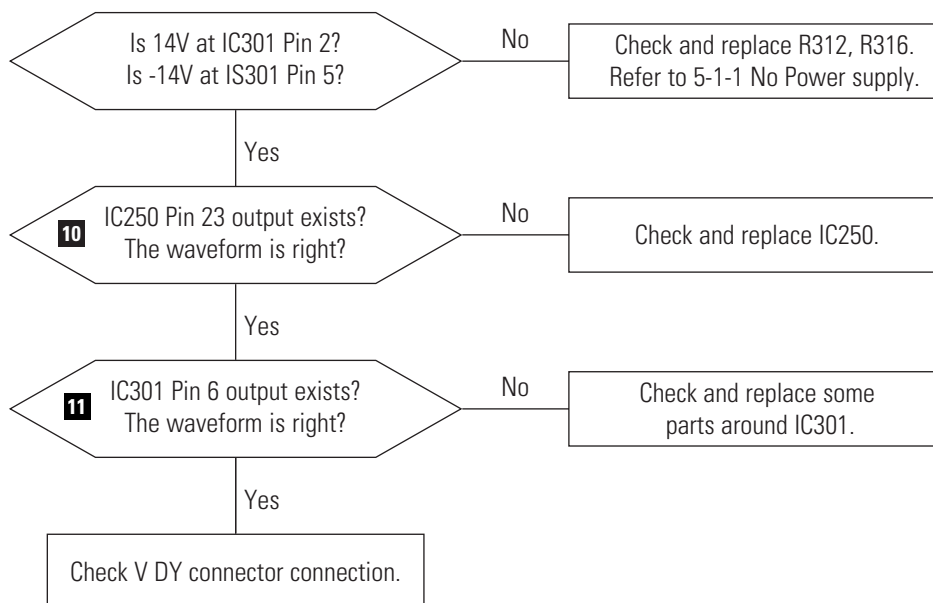 Is 14V at IC301 Pin 2?
Is -14V at IS301 Pin 5?
No
Check and replace R312, R316.
Refer to 5-1-1 No Power supply.
Yes
10
IC250 Pin 23 output exists?
The waveform is right?
No
Check and replace IC250.
Yes
11
IC301 Pin 6 output exists?
The waveform is right?
No
Check and replace some
parts around IC301.
Yes
Check V DY connector connection.